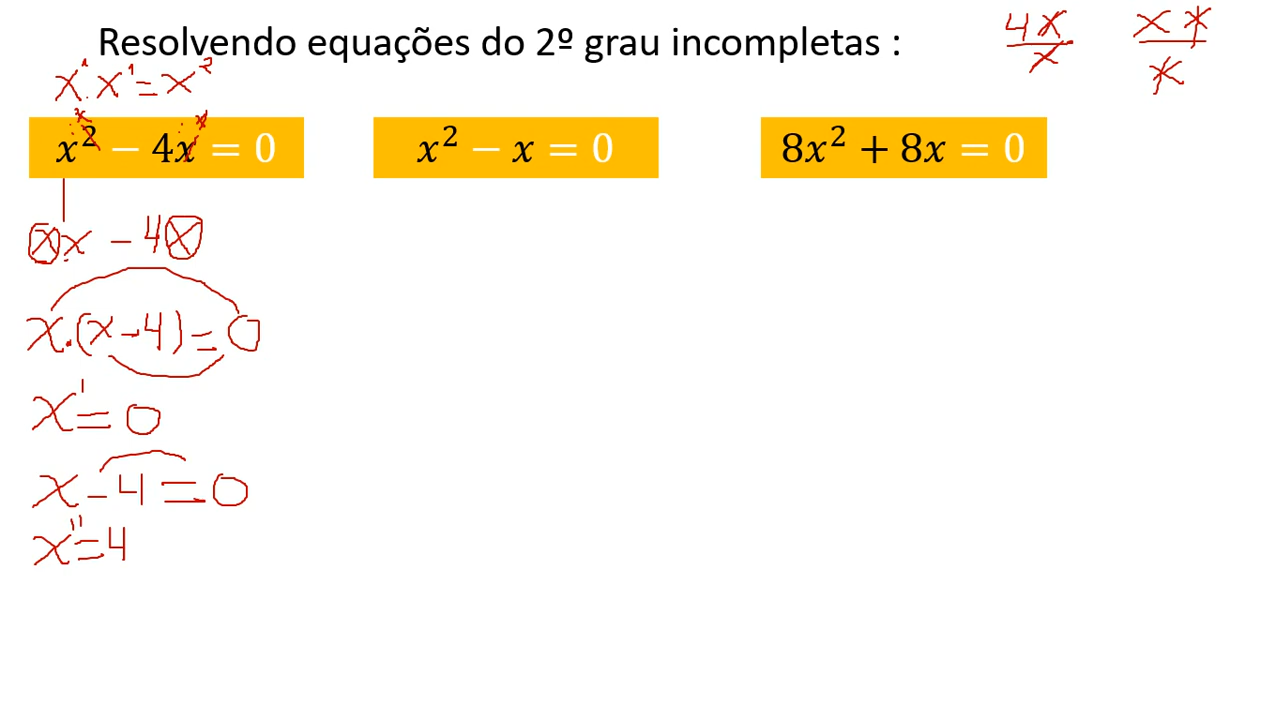 Resolvendo equações do 2º grau incompletas :
4x/x
x x/x
x¹.x¹=x²
x² − 4x = 0
x² − x = 0
8x² + 8x = 0
x x − 4x
x.(x−4)=0
x'=0
x−4=0
x''=4